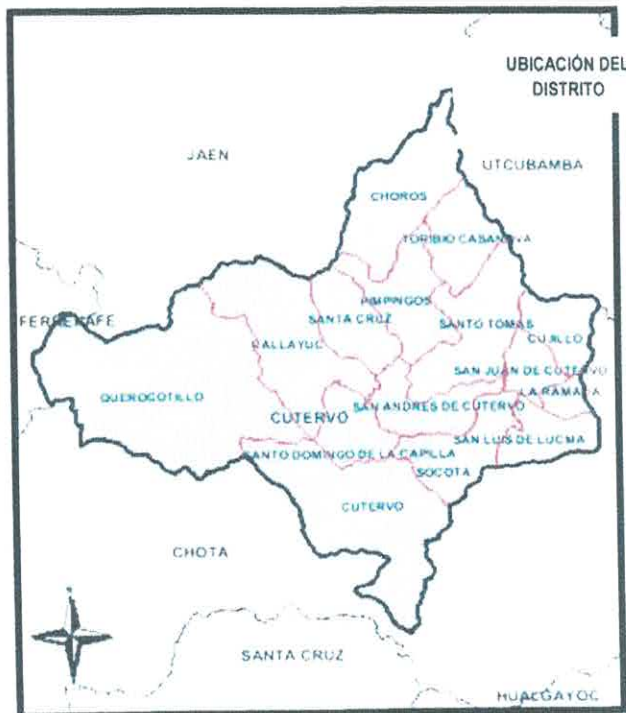 UBICACIÓN DEL
DISTRITO
JAEN
UTCUBAMBA
CHOROS
TORIBIO CASANOVA
PIMPINGOS
FERREÑAFE
SANTA CRUZ
SANTO TOMAS
CALLAYUC
CUJILLO
SAN JUAN DE CUTERVO
LA RAMADA
QUEROCOTILLO
SAN ANDRES DE CUTERVO
CUTERVO
SAN LUIS DE LUCMA
SANTO DOMINGO DE LA CAPILLA
SOCOTA
CUTERVO
CHOTA
SANTA CRUZ
HUALGAYOC